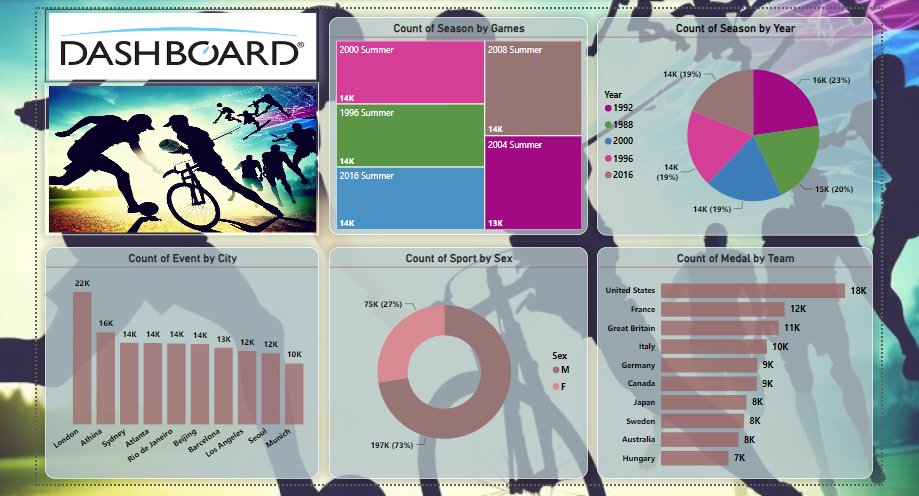 DASHBOARD®
Count of Season by Games
2000 Summer
14K
1996 Summer
14K
2016 Summer
14K
2008 Summer
14K
2004 Summer
13K
Count of Season by Year
Year
1992
1988
2000
1996
2016
14K (19%)
16K (23%)
14K
(19%)
15K (20%)
14K (19%)
Count of Event by City
22K
16K
14K
14K
14K
14K
13K
12K
12K
10K
London
Athina
Sydney
Atlanta
Rio de Janeiro
Beijing
Barcelona
Los Angeles
Seoul
Munich
Count of Sport by Sex
75K (27%)
197K (73%)
Sex
M
F
Count of Medal by Team
United States 18K
France 12K
Great Britain 11K
Italy 10K
Germany 9K
Canada 9K
Japan 8K
Sweden 8K
Australia 8K
Hungary 7K